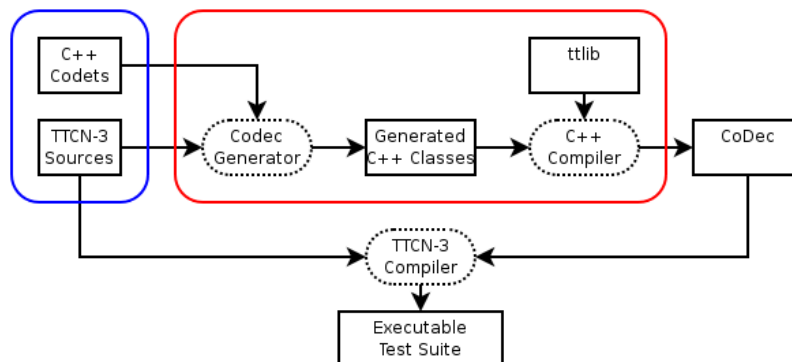 C++
Codets
ttlib
TTCN-3
Sources
Codec
Generator
Generated
C++ Classes
C++
Compiler
CoDec
TTCN-3
Compiler
Executable
Test Suite